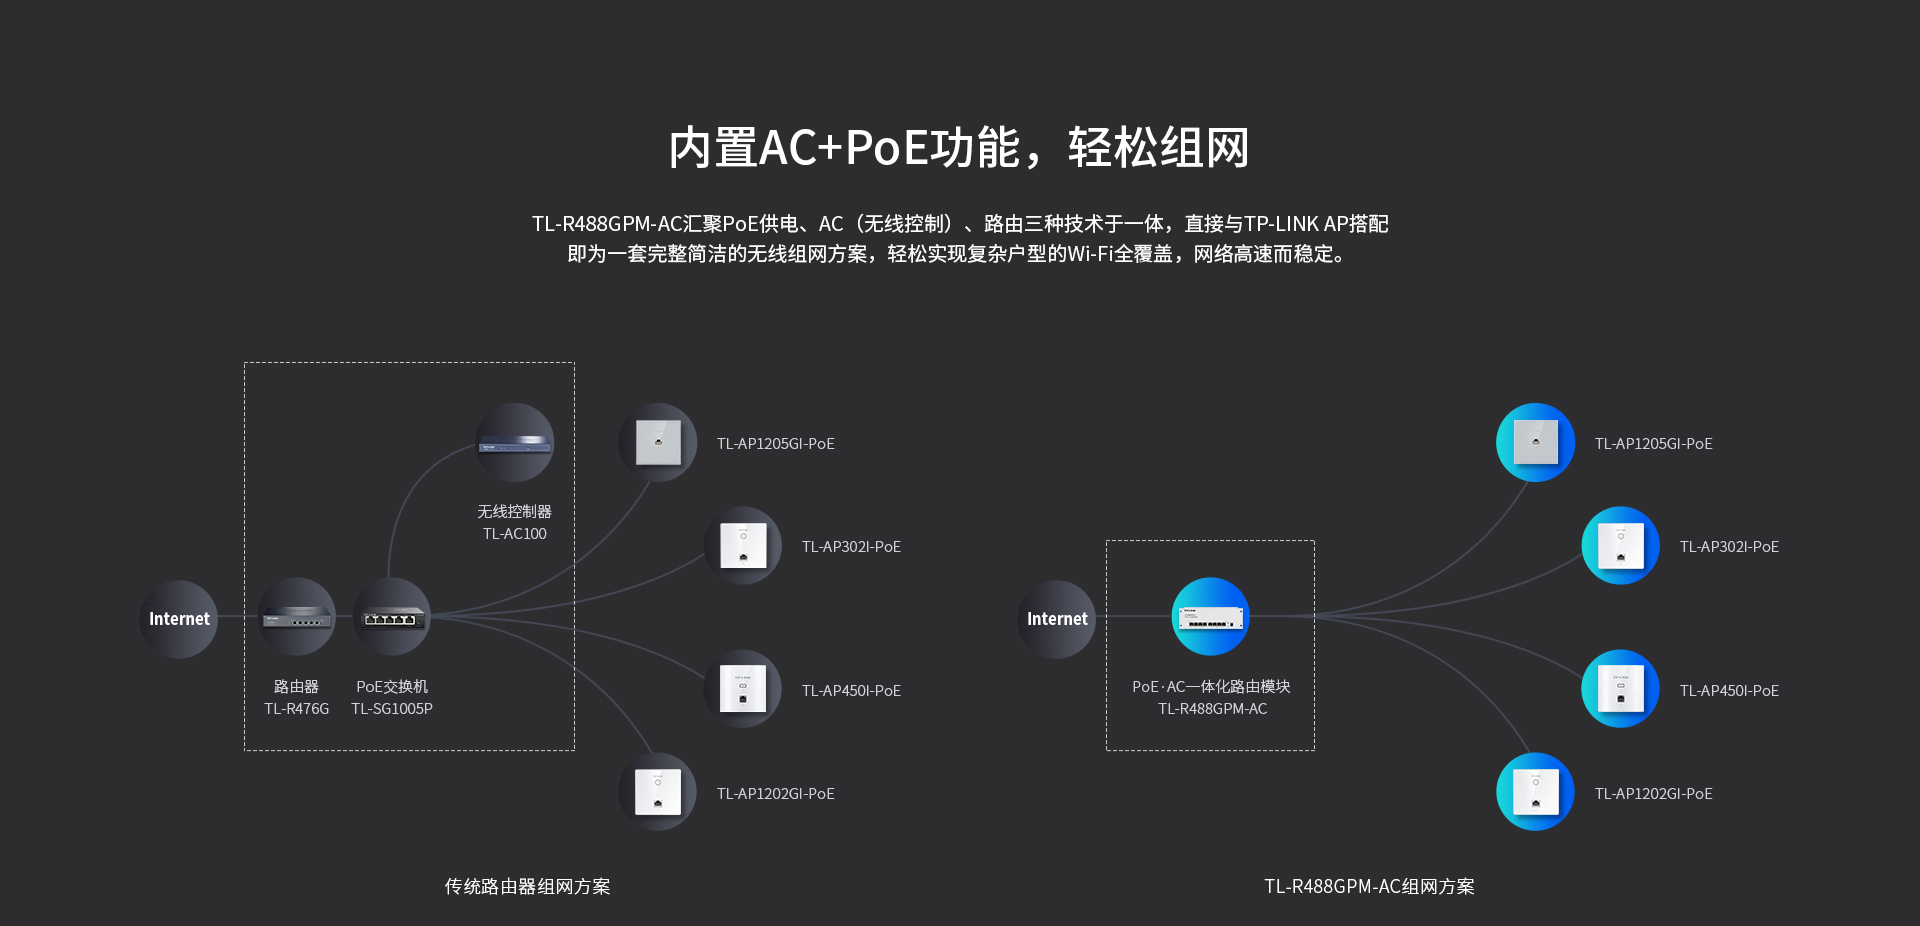 内置AC+PoE功能，轻松组网
TL-R488GPM-AC汇聚PoE供电、AC（无线控制）、路由三种技术于一体，直接与TP-LINK AP搭配
即为一套完整简洁的无线组网方案，轻松实现复杂户型的Wi-Fi全覆盖，网络高速而稳定。
无线控制器
TL-AC100
Internet
路由器
TL-R476G
PoE交换机
TL-SG1005P
TL-AP1205GI-PoE
TL-AP302I-PoE
TL-AP450I-PoE
TL-AP1202GI-PoE
传统路由器组网方案
Internet
PoE·AC一体化路由模块
TL-R488GPM-AC
TL-AP1205GI-PoE
TL-AP302I-PoE
TL-AP450I-PoE
TL-AP1202GI-PoE
TL-R488GPM-AC组网方案